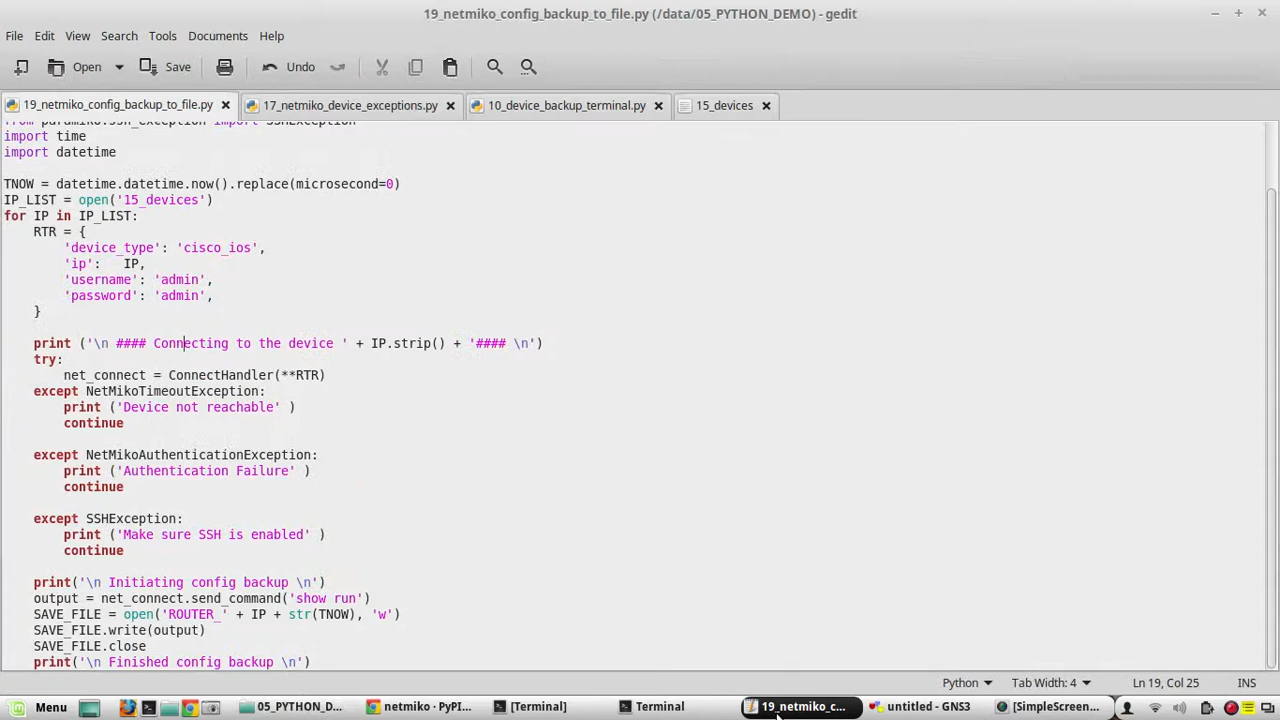 19_netmiko_config_backup_to_file.py (/data/05_PYTHON_DEMO) - gedit
File Edit View Search Tools Documents Help
Open Save Undo
19_netmiko_config_backup_to_file.py 17_netmiko_device_exceptions.py 10_device_backup_terminal.py 15_devices
from paramiko.ssh_exception import SSHException
import time
import datetime
TNOW = datetime.datetime.now().replace(microsecond=0)
IP_LIST = open('15_devices')
for IP in IP_LIST:
    RTR = {
        'device_type': 'cisco_ios',
        'ip':   IP,
        'username': 'admin',
        'password': 'admin',
    }
    print ('\n #### Connecting to the device ' + IP.strip() + '#### \n')
    try:
        net_connect = ConnectHandler(**RTR)
    except NetMikoTimeoutException:
        print ('Device not reachable' )
        continue
    except NetMikoAuthenticationException:
        print ('Authentication Failure' )
        continue
    except SSHException:
        print ('Make sure SSH is enabled' )
        continue
    print('\n Initiating config backup \n')
    output = net_connect.send_command('show run')
    SAVE_FILE = open('ROUTER_' + IP + str(TNOW), 'w')
    SAVE_FILE.write(output)
    SAVE_FILE.close
    print('\n Finished config backup \n')
Python Tab Width: 4 Ln 19, Col 25 INS
Menu 05_PYTHON_D... netmiko · PyPI... [Terminal] Terminal 19_netmiko_c... untitled - GNS3 [SimpleScreen...